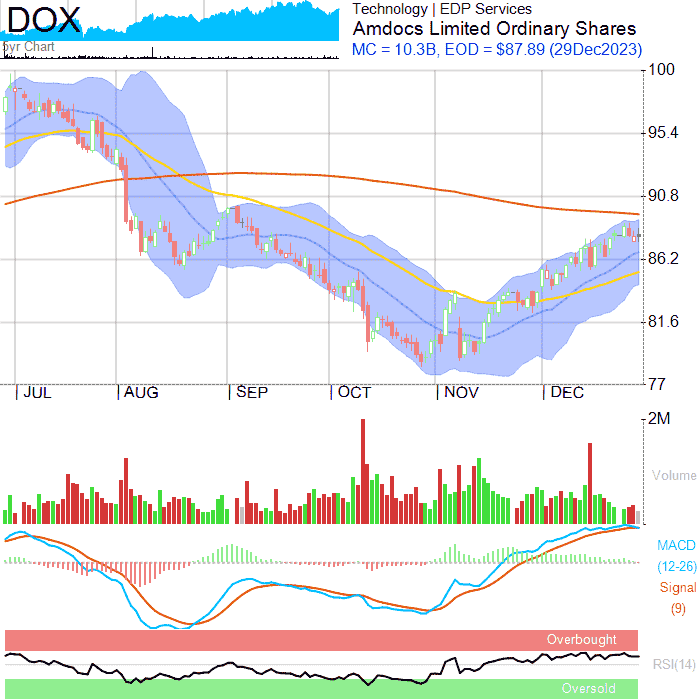 DOX
5yr Chart
Technology | EDP Services
Amdocs Limited Ordinary Shares
MC = 10.3B, EOD = $87.89 (29Dec2023)
100
95.4
90.8
86.2
81.6
77
JUL AUG SEP OCT NOV DEC
2M
Volume
MACD
(12-26)
Signal
(9)
Overbought
RSI(14)
Oversold